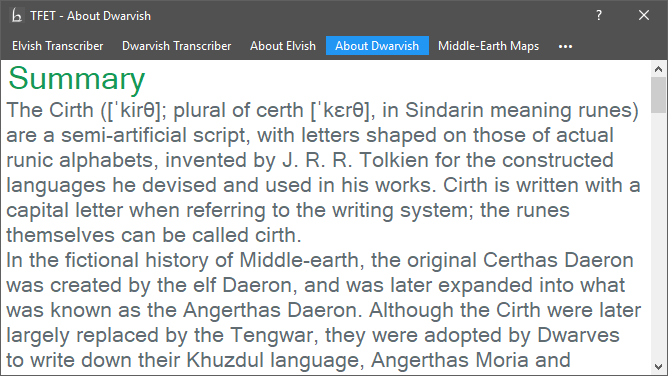 TFET - About Dwarvish
Elvish Transcriber Dwarvish Transcriber About Elvish About Dwarvish Middle-Earth Maps
Summary
The Cirth ([ˈkirθ]; plural of certh [ˈkɛrθ], in Sindarin meaning runes)
are a semi-artificial script, with letters shaped on those of actual
runic alphabets, invented by J. R. R. Tolkien for the constructed
languages he devised and used in his works. Cirth is written with a
capital letter when referring to the writing system; the runes
themselves can be called cirth.
In the fictional history of Middle-earth, the original Certhas Daeron
was created by the elf Daeron, and was later expanded into what
was known as the Angerthas Daeron. Although the Cirth were later
largely replaced by the Tengwar, they were adopted by Dwarves
to write down their Khuzdul language, Angerthas Moria and